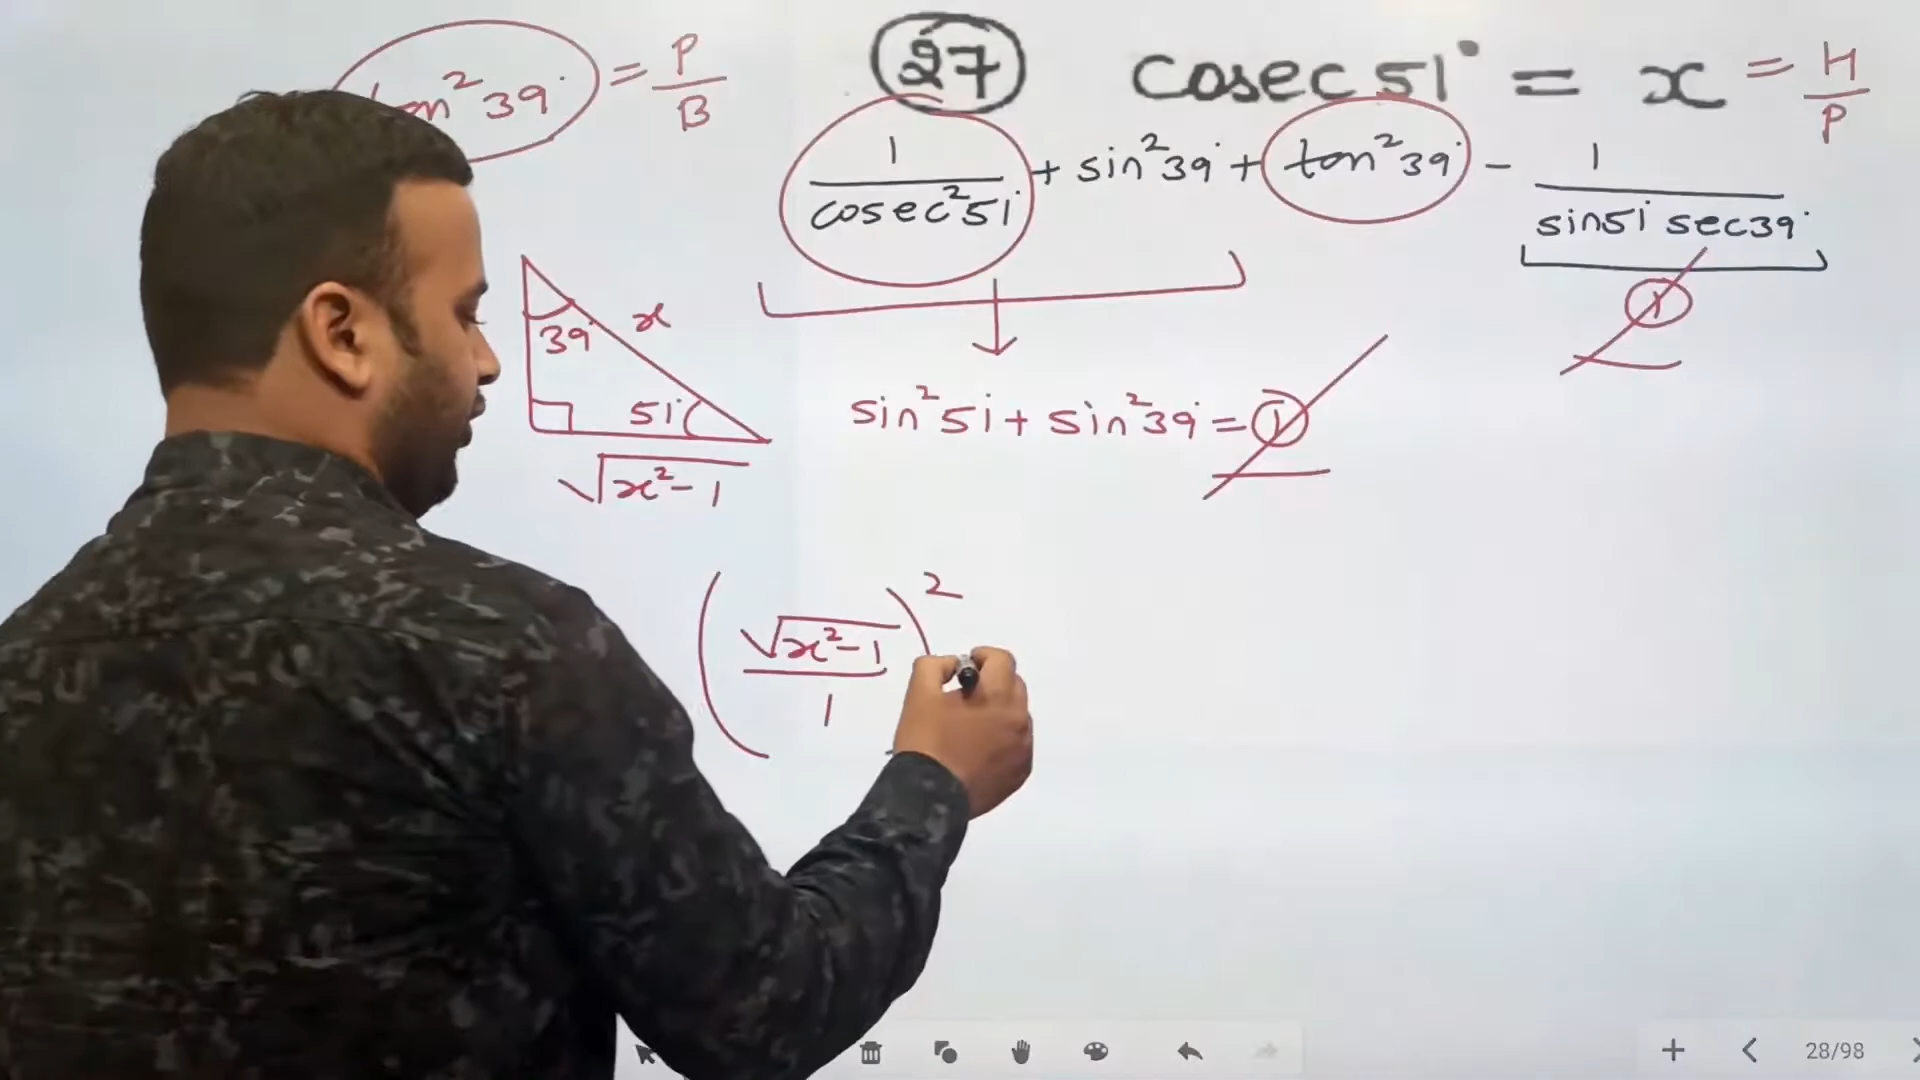 tan²39° = P/B
27 cosec 51° = x = H/P
1/cosec²51° + sin²39° + tan²39° - 1/(sin51° sec39°)
1
39° x
51°
√x²-1
sin²51° + sin²39° = 1
(√x²-1 / 1)²
28/98